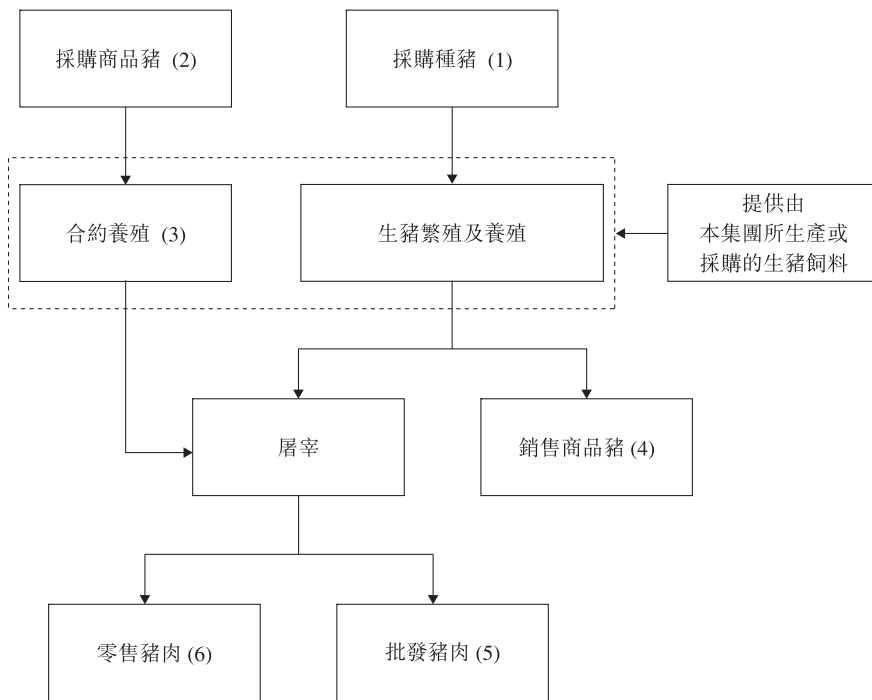 採購商品豬 (2)
採購種豬 (1)
合約養殖 (3)
生豬繁殖及養殖
提供由
本集團所生產或
採購的生豬飼料
屠宰
銷售商品豬 (4)
零售豬肉 (6)
批發豬肉 (5)